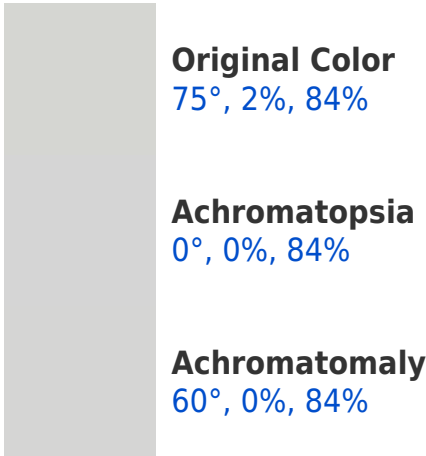 Original Color
75°, 2%, 84%
Achromatopsia
0°, 0%, 84%
Achromatomaly
60°, 0%, 84%